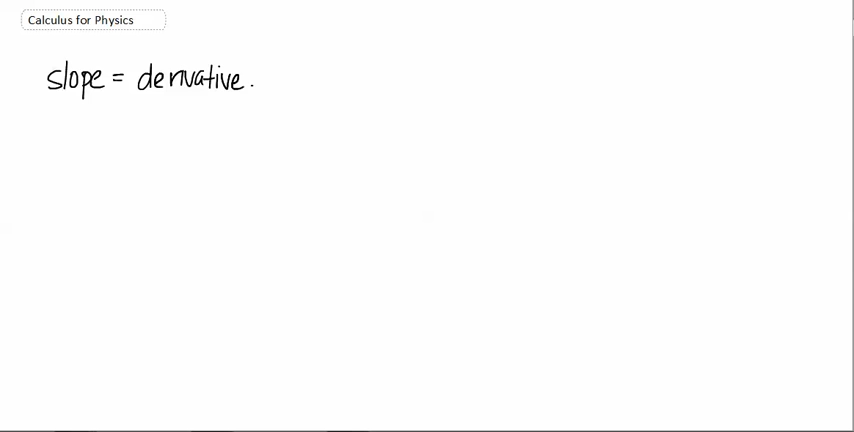 Calculus for Physics
slope = derivative.